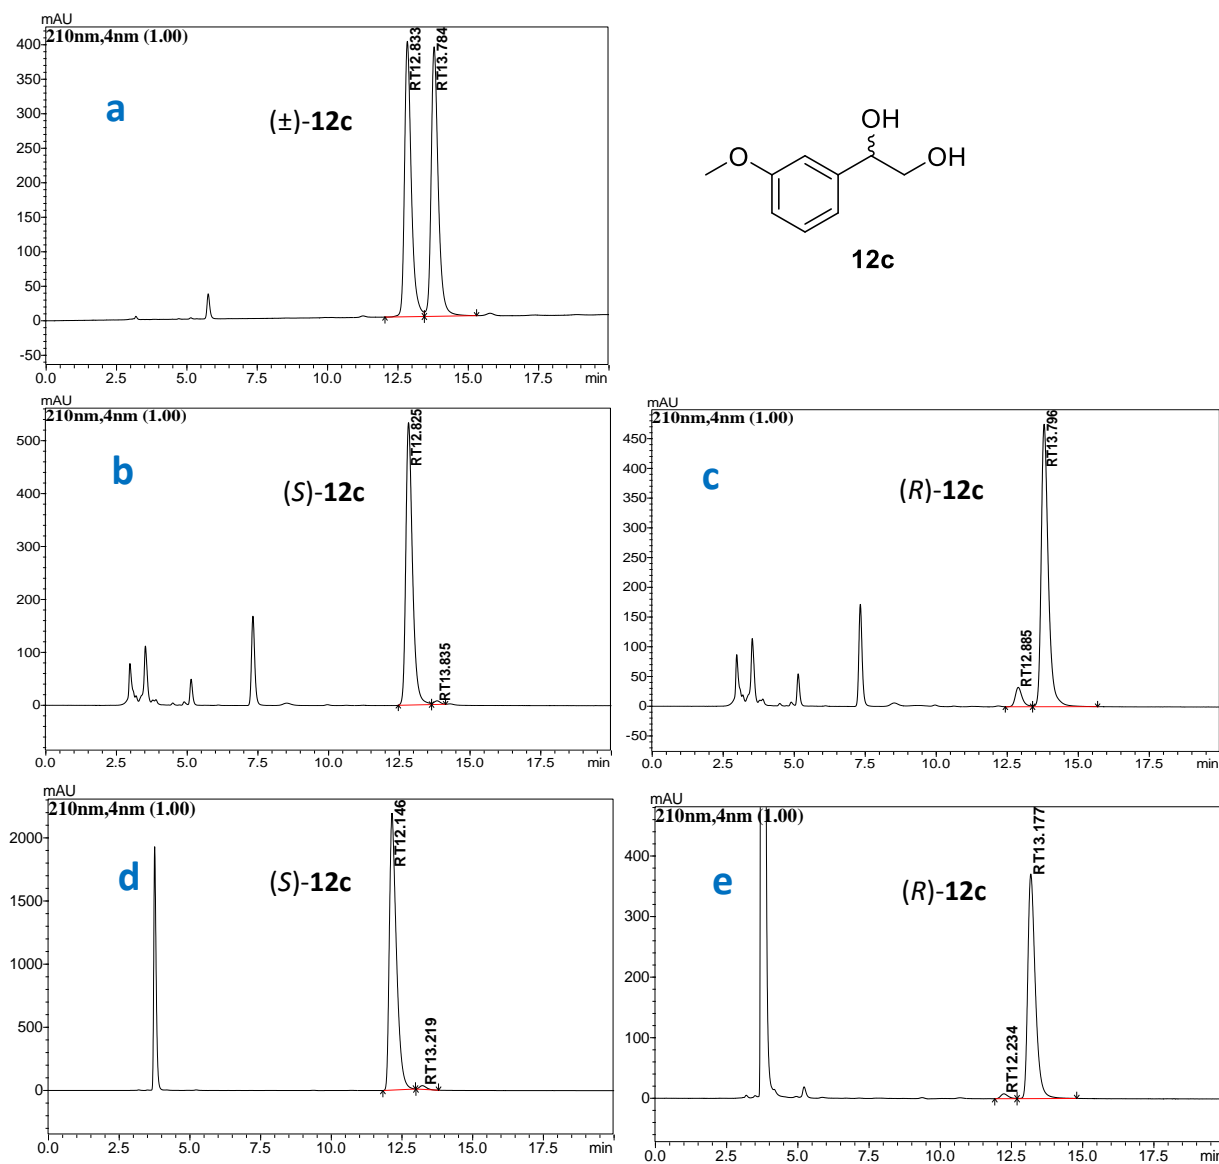 mAU
210nm,4nm (1.00)
400
350
300
250
200
150
100
50
0
-50
a
(±)-12c
RT12.833
RT13.784
0.0 2.5 5.0 7.5 10.0 12.5 15.0 17.5 min
OH
OH
O
12c
mAU
210nm,4nm (1.00)
500
400
300
200
100
0
b
(S)-12c
RT12.825
RT13.835
0.0 2.5 5.0 7.5 10.0 12.5 15.0 17.5 min
mAU
210nm,4nm (1.00)
450
400
350
300
250
200
150
100
50
0
-50
c
(R)-12c
RT12.885
RT13.796
0.0 2.5 5.0 7.5 10.0 12.5 15.0 17.5 min
mAU
210nm,4nm (1.00)
2000
1500
1000
500
0
d
(S)-12c
RT12.146
RT13.219
0.0 2.5 5.0 7.5 10.0 12.5 15.0 17.5 min
mAU
210nm,4nm (1.00)
400
300
200
100
0
e
(R)-12c
RT12.234
RT13.177
0.0 2.5 5.0 7.5 10.0 12.5 15.0 17.5 min